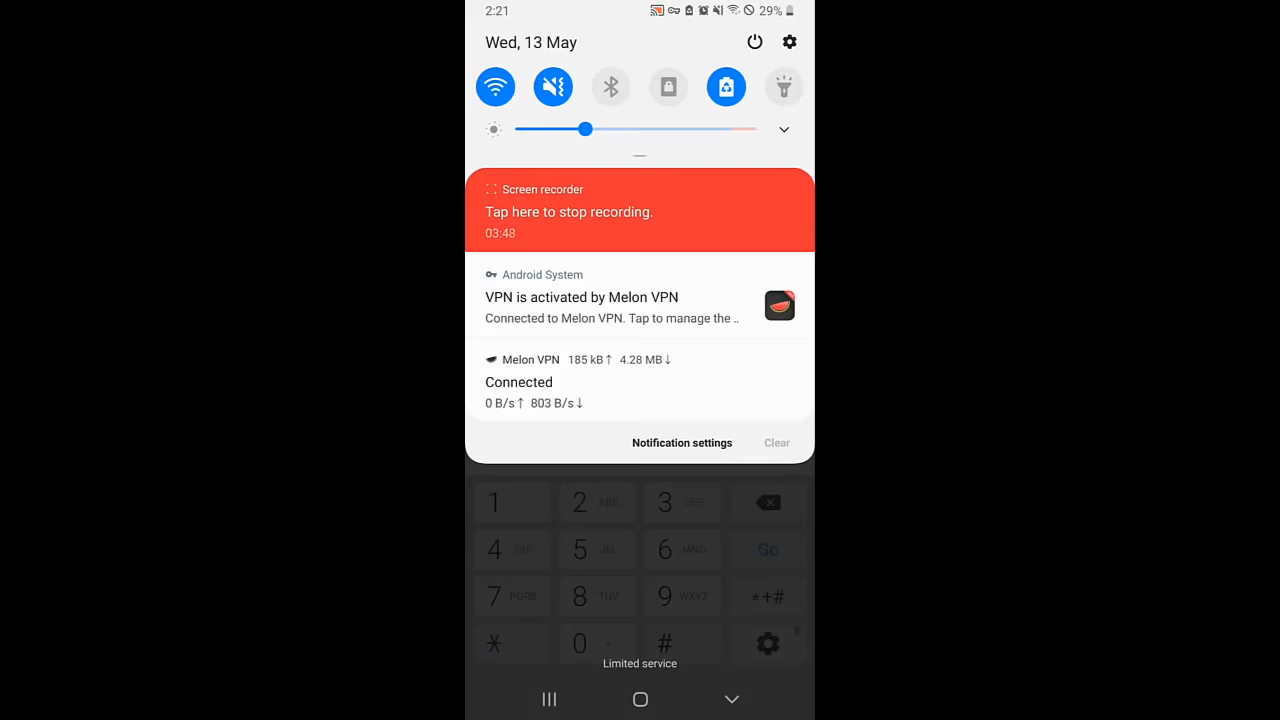 2:21 29%
Wed, 13 May
Screen recorder
Tap here to stop recording.
03:48
Android System
VPN is activated by Melon VPN
Connected to Melon VPN. Tap to manage the ..
Melon VPN 185 kB↑ 4.28 MB↓
Connected
0 B/s↑ 803 B/s↓
Notification settings Clear
1 2 ABC 3 DEF
4 GHI 5 JKL 6 MNO Go
7 PQRS 8 TUV 9 WXYZ *+#
* 0 #
Limited service